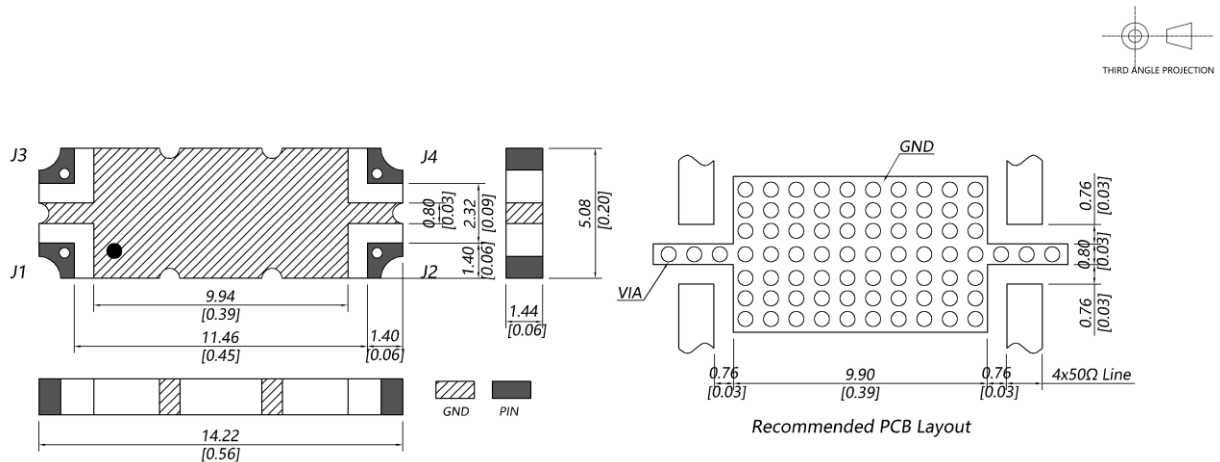 THIRD ANGLE PROJECTION
J3
J4
J1
J2
0.80
[0.03]
2.32
[0.09]
1.40
[0.06]
5.08
[0.20]
9.94
[0.39]
11.46
[0.45]
1.40
[0.06]
1.44
[0.06]
GND
PIN
14.22
[0.56]
GND
VIA
0.76
[0.03]
0.80
[0.03]
0.76
[0.03]
0.76
[0.03]
9.90
[0.39]
0.76
[0.03]
4x50Ω Line
Recommended PCB Layout